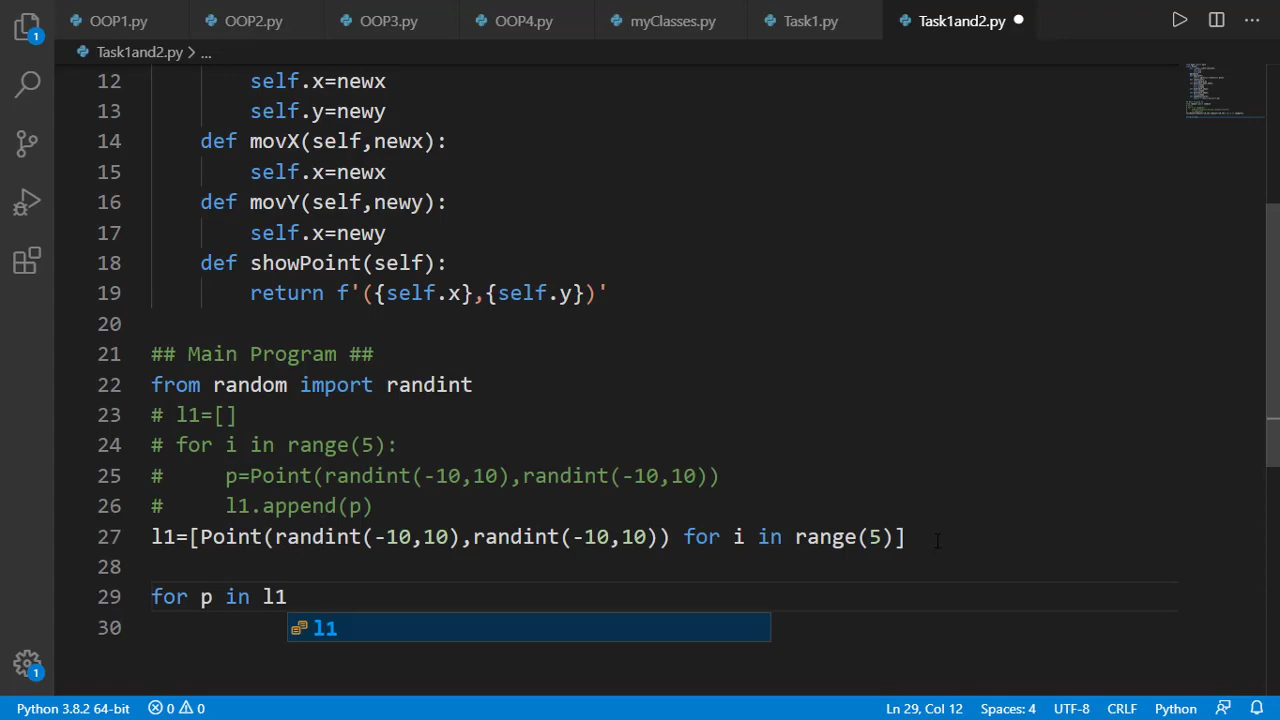 OOP1.py OOP2.py OOP3.py OOP4.py myClasses.py Task1.py Task1and2.py
Task1and2.py > ...
12 self.x=newx
13 self.y=newy
14 def movX(self,newx):
15 self.x=newx
16 def movY(self,newy):
17 self.x=newy
18 def showPoint(self):
19 return f'({self.x},{self.y})'
20
21 ## Main Program ##
22 from random import randint
23 # l1=[]
24 # for i in range(5):
25 #     p=Point(randint(-10,10),randint(-10,10))
26 #     l1.append(p)
27 l1=[Point(randint(-10,10),randint(-10,10)) for i in range(5)]
28
29 for p in l1
l1
30
1
1
Python 3.8.2 64-bit 0 0 Ln 29, Col 12 Spaces: 4 UTF-8 CRLF Python